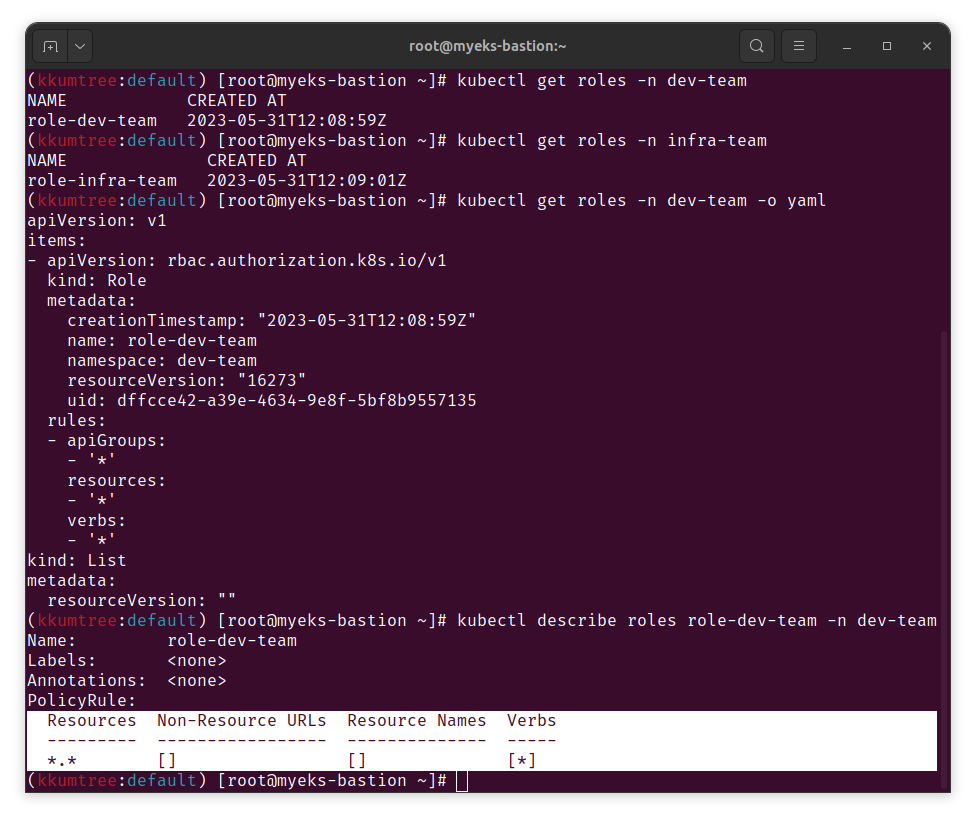 root@myeks-bastion:~
(kkumtree:default) [root@myeks-bastion ~]# kubectl get roles -n dev-team
NAME            CREATED AT
role-dev-team   2023-05-31T12:08:59Z
(kkumtree:default) [root@myeks-bastion ~]# kubectl get roles -n infra-team
NAME              CREATED AT
role-infra-team   2023-05-31T12:09:01Z
(kkumtree:default) [root@myeks-bastion ~]# kubectl get roles -n dev-team -o yaml
apiVersion: v1
items:
- apiVersion: rbac.authorization.k8s.io/v1
  kind: Role
  metadata:
    creationTimestamp: "2023-05-31T12:08:59Z"
    name: role-dev-team
    namespace: dev-team
    resourceVersion: "16273"
    uid: dffcce42-a39e-4634-9e8f-5bf8b9557135
  rules:
  - apiGroups:
    - '*'
    resources:
    - '*'
    verbs:
    - '*'
kind: List
metadata:
  resourceVersion: ""
(kkumtree:default) [root@myeks-bastion ~]# kubectl describe roles role-dev-team -n dev-team
Name:         role-dev-team
Labels:       <none>
Annotations:  <none>
PolicyRule:
  Resources  Non-Resource URLs  Resource Names  Verbs
  ---------  -----------------  --------------  -----
  *.*        []                 []              [*]
(kkumtree:default) [root@myeks-bastion ~]#